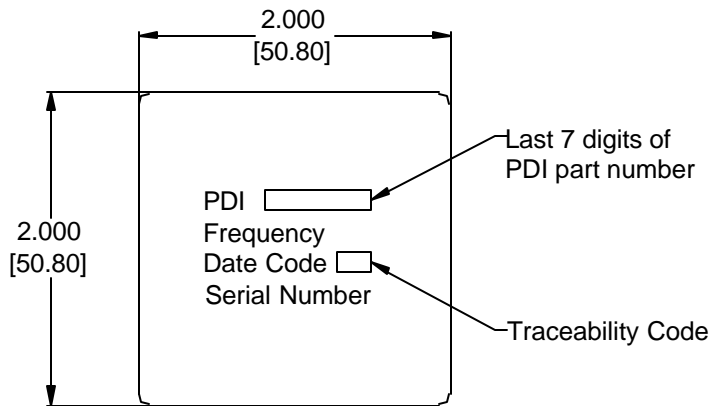 2.000
[50.80]
Last 7 digits of
PDI part number
PDI
Frequency
2.000
[50.80]
Date Code
Serial Number
Traceability Code